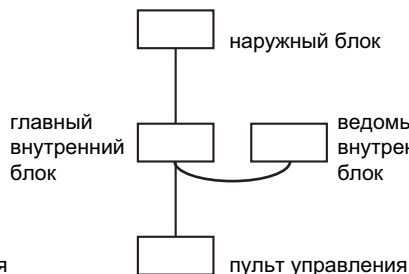 наружный блок
главный
внутренний
блок
блок
пульт управления